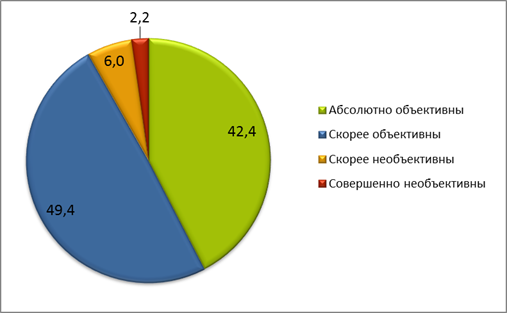 2,2
6,0
42,4
49,4
Абсолютно объективны
Скорее объективны
Скорее необъективны
Совершенно необъективны